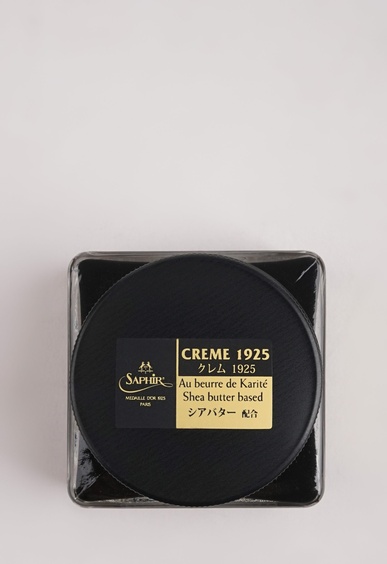 SAPHIR
MEDAILLE D'OR 1925
PARIS
CREME 1925
クレム 1925
Au beurre de Karité
Shea butter based
シアバター 配合